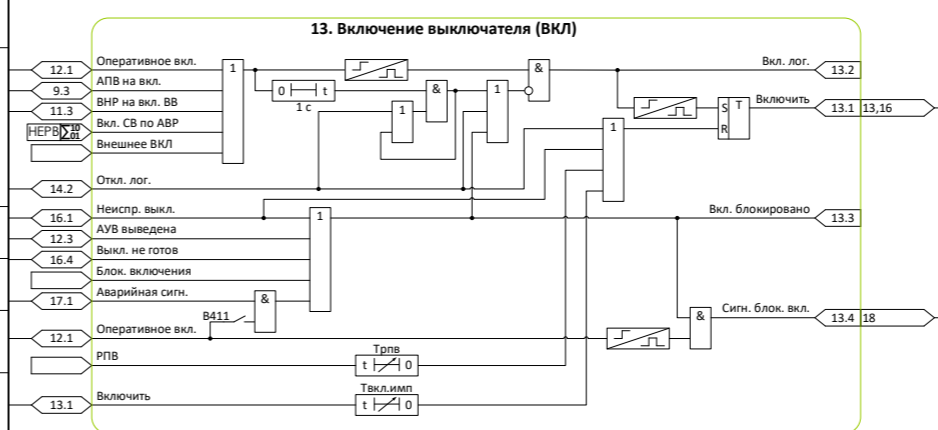 13. Включение выключателя (ВКЛ)
12.1 Оперативное вкл. 1 & Вкл. лог. 13.2
9.3 АПВ на вкл. 0 t 1 с & 1
11.3 ВНР на вкл. ВВ 1 S T Включить 13.1 13,16
НЕРВ Σ 10 01 Вкл. СВ по АВР R 1
Внешнее ВКЛ
14.2 Откл. лог.
16.1 Неиспр. выкл. 1 Вкл. блокировано 13.3
12.3 АУВ выведена
16.4 Выкл. не готов
Блок. включения
17.1 Аварийная сигн. &
В411 & Сигн. блок. вкл. 13.4 18
12.1 Оперативное вкл.
РПВ Трпв t 0
13.1 Включить Твкл.имп t 0